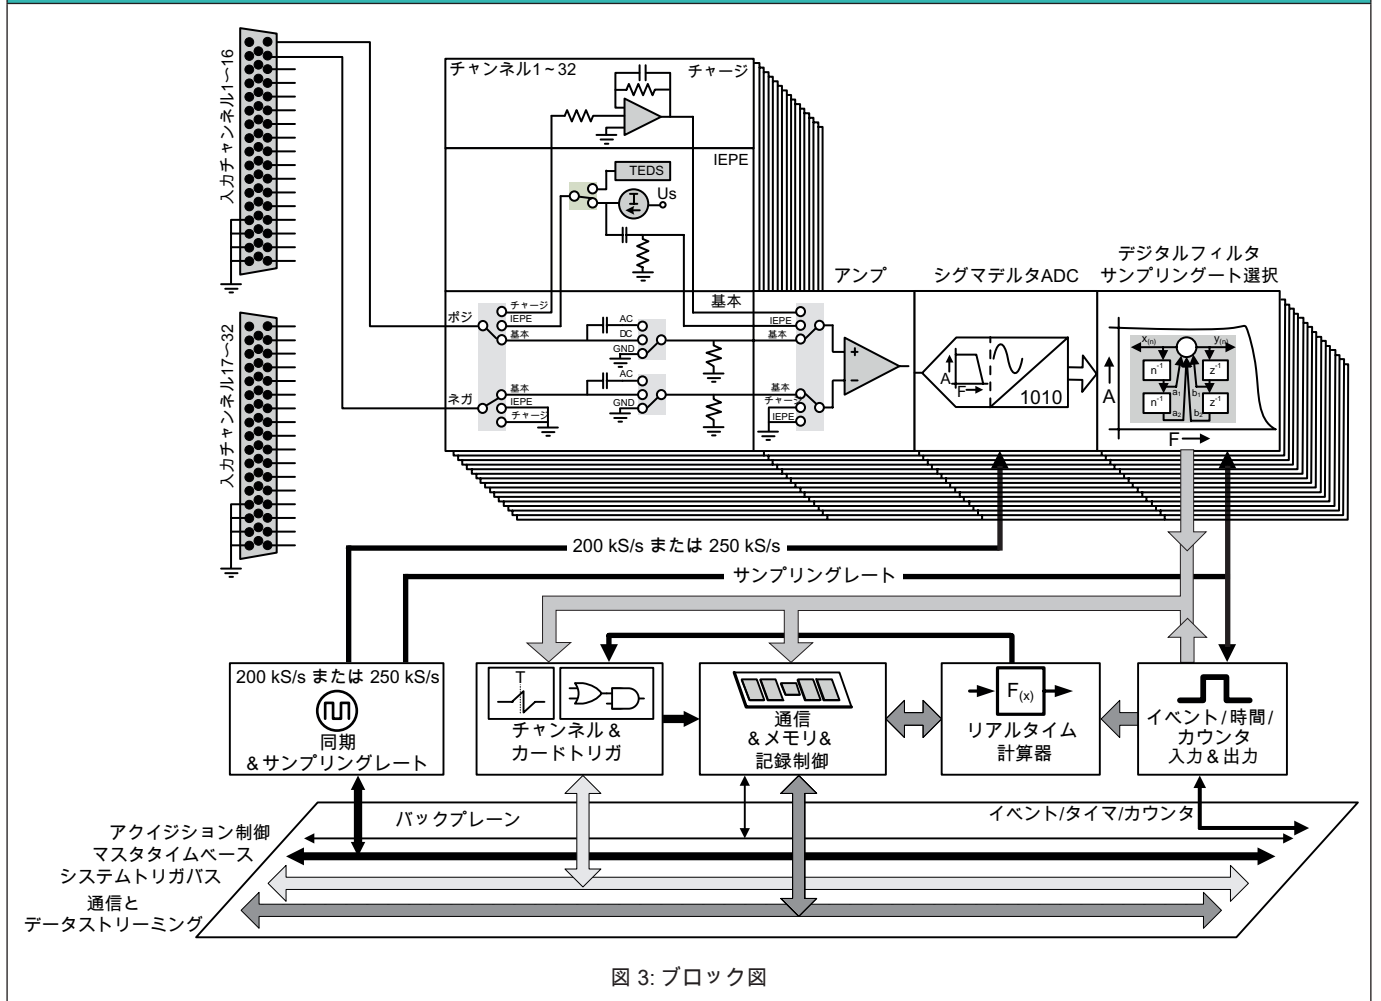 入力チャンネル1～16
入力チャンネル17～32
チャンネル1～32
チャージ
IEPE
TEDS
I
Us
基本
アンプ
シグマデルタADC
デジタルフィルタ
サンプリングート選択
ポジ
チャージ
IEPE
基本
AC
DC
GND
IEPE
基本
ネガ
基本
IEPE
チャージ
AC
GND
基本
チャージ
IEPE
+
−
A
F
1010
A
F
x(n)
y(n)
n-1
z-1
n-1
z-1
a1
b1
a2
b2
200 kS/s または 250 kS/s
サンプリングレート
200 kS/s または 250 kS/s
同期
&サンプリングレート
T
チャンネル&
カードトリガ
通信
&メモリ&
記録制御
F(x)
リアルタイム
計算器
イベント/時間/
カウンタ
入力&出力
バックプレーン
イベント/タイマ/カウンタ
アクイジション制御
マスタタイムベース
システムトリガバス
通信と
データストリーミング
図 3: ブロック図